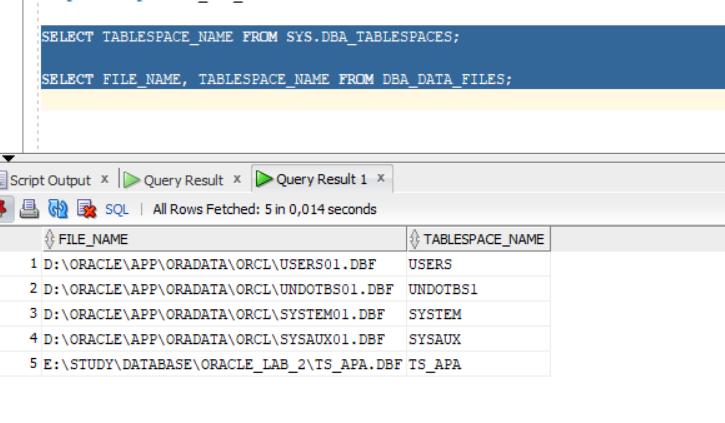 SELECT TABLESPACE_NAME FROM SYS.DBA_TABLESPACES;
SELECT FILE_NAME, TABLESPACE_NAME FROM DBA_DATA_FILES;
Script Output x Query Result x Query Result 1 x
SQL | All Rows Fetched: 5 in 0,014 seconds
FILE_NAME TABLESPACE_NAME
1 D:\ORACLE\APP\ORADATA\ORCL\USERS01.DBF USERS
2 D:\ORACLE\APP\ORADATA\ORCL\UNDOTBS01.DBF UNDOTBS1
3 D:\ORACLE\APP\ORADATA\ORCL\SYSTEM01.DBF SYSTEM
4 D:\ORACLE\APP\ORADATA\ORCL\SYSAUX01.DBF SYSAUX
5 E:\STUDY\DATABASE\ORACLE_LAB_2\TS_APA.DBF TS_APA